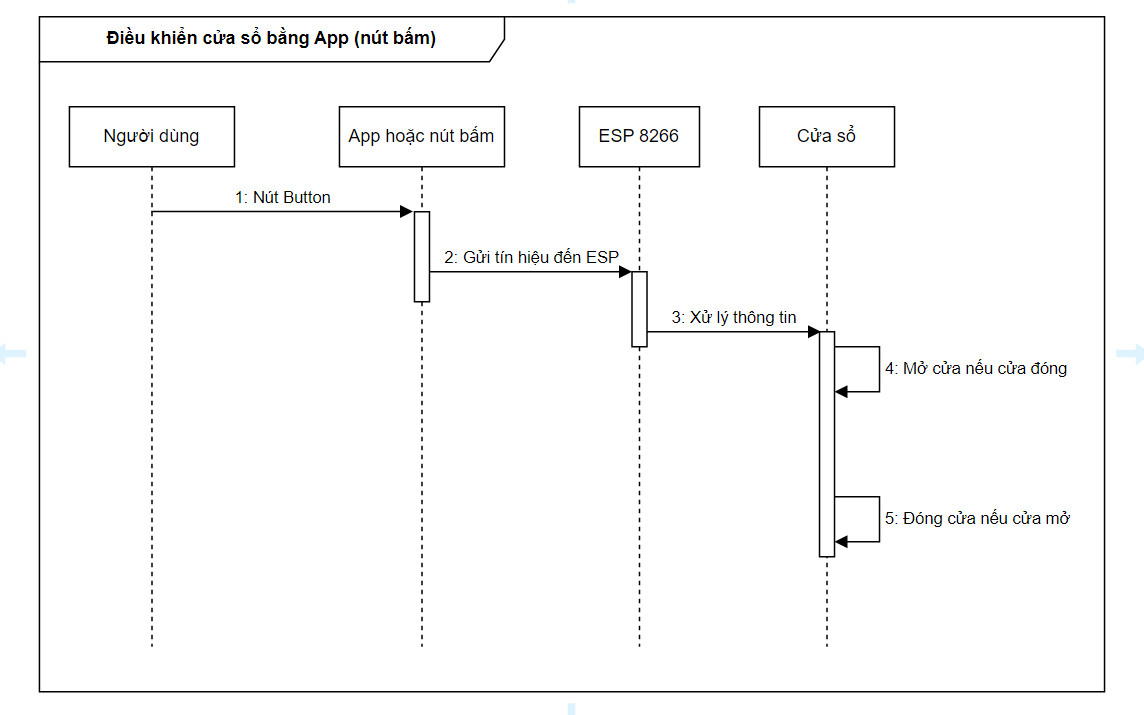 Điều khiển cửa sổ bằng App (nút bấm)
Người dùng
App hoặc nút bấm
ESP 8266
Cửa sổ
1: Nút Button
2: Gửi tín hiệu đến ESP
3: Xử lý thông tin
4: Mở cửa nếu cửa đóng
5: Đóng cửa nếu cửa mở